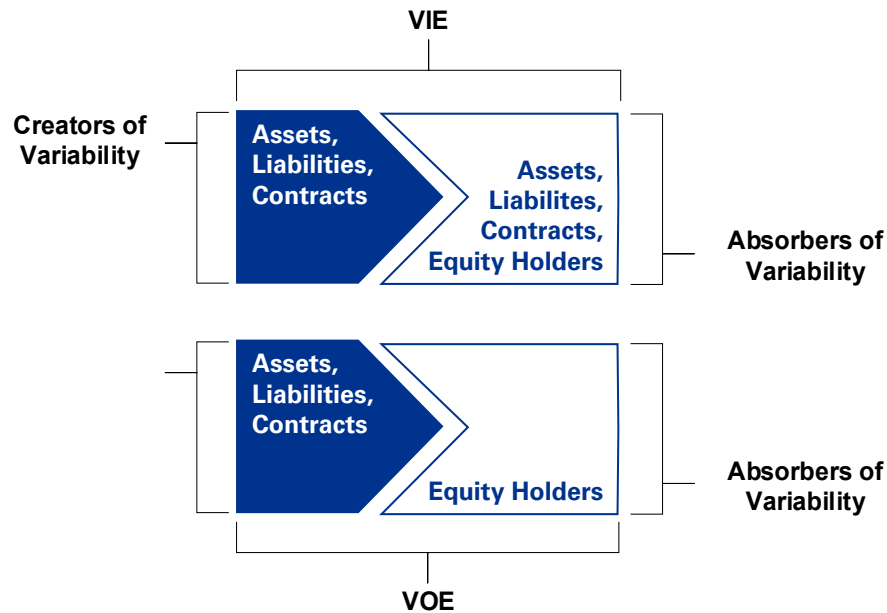 VIE
Creators of
Variability
Assets,
Liabilities,
Contracts
Assets,
Liabilites,
Contracts,
Equity Holders
Absorbers of
Variability
Assets,
Liabilities,
Contracts
Equity Holders
Absorbers of
Variability
VOE